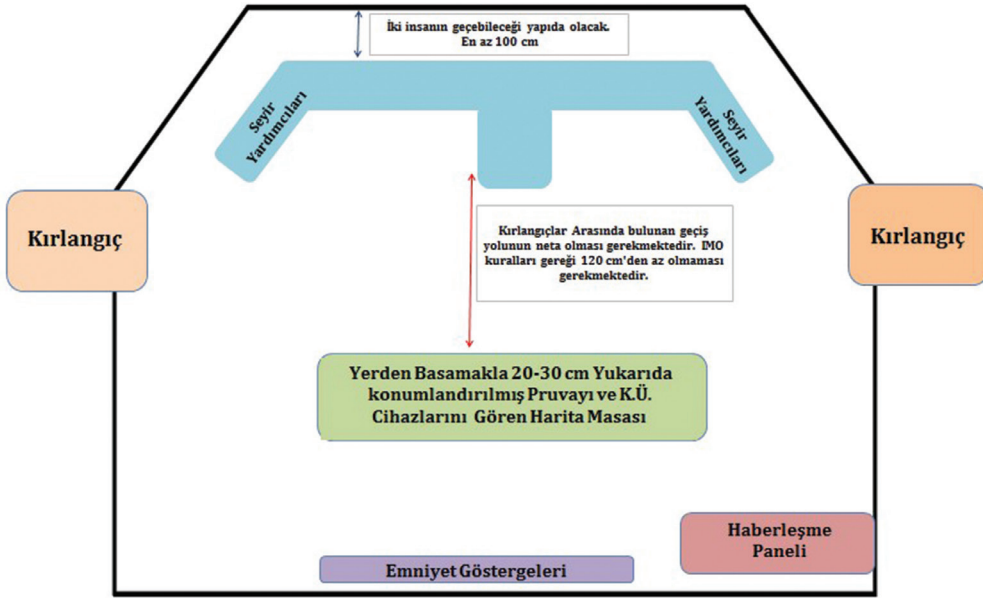 İki insanın geçebileceği yapıda olacak.
En az 100 cm
Seyir
Yardımcıları
Seyir
Yardımcıları
Kırlangıç
Kırlangıçlar Arasında bulunan geçiş
yolunun neta olması gerekmektedir. IMO
kuralları gereği 120 cm'den az olmaması
gerekmektedir.
Kırlangıç
Yerden Basamakla 20-30 cm Yukarıda
konumlandırılmış Pruvayı ve K.Ü.
Cihazlarını Gören Harita Masası
Haberleşme
Paneli
Emniyet Göstergeleri